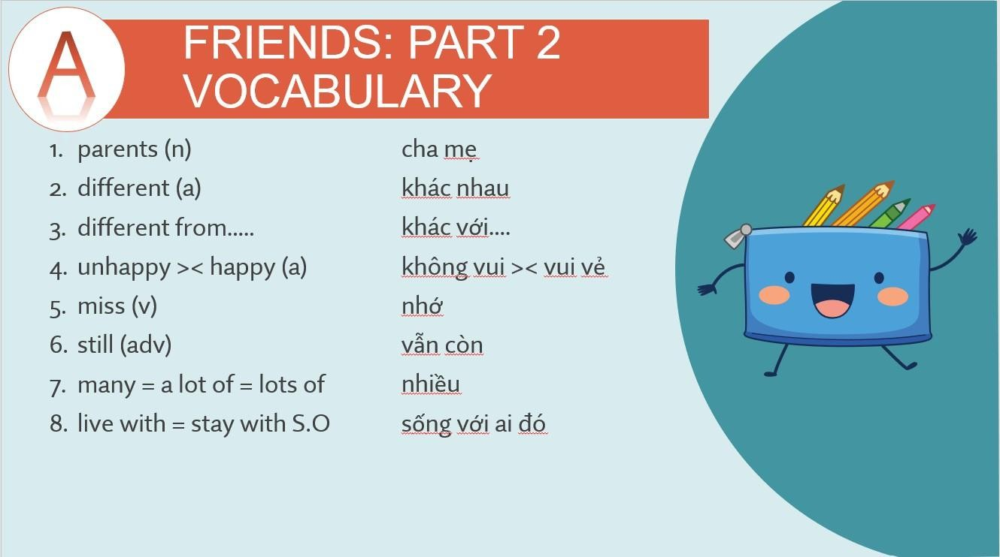 A
FRIENDS: PART 2
VOCABULARY
1. parents (n) cha mẹ
2. different (a) khác nhau
3. different from..... khác với....
4. unhappy >< happy (a) không vui >< vui vẻ
5. miss (v) nhớ
6. still (adv) vẫn còn
7. many = a lot of = lots of nhiều
8. live with = stay with S.O sống với ai đó